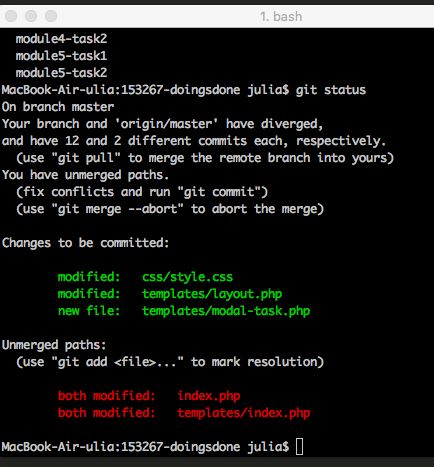 1. bash
module4-task2
module5-task1
module5-task2
MacBook-Air-ulia:153267-doingsdone julia$ git status
On branch master
Your branch and 'origin/master' have diverged,
and have 12 and 2 different commits each, respectively.
(use "git pull" to merge the remote branch into yours)
You have unmerged paths.
(fix conflicts and run "git commit")
(use "git merge --abort" to abort the merge)
Changes to be committed:
modified:   css/style.css
modified:   templates/layout.php
new file:   templates/modal-task.php
Unmerged paths:
(use "git add <file>..." to mark resolution)
both modified:   index.php
both modified:   templates/index.php
MacBook-Air-ulia:153267-doingsdone julia$